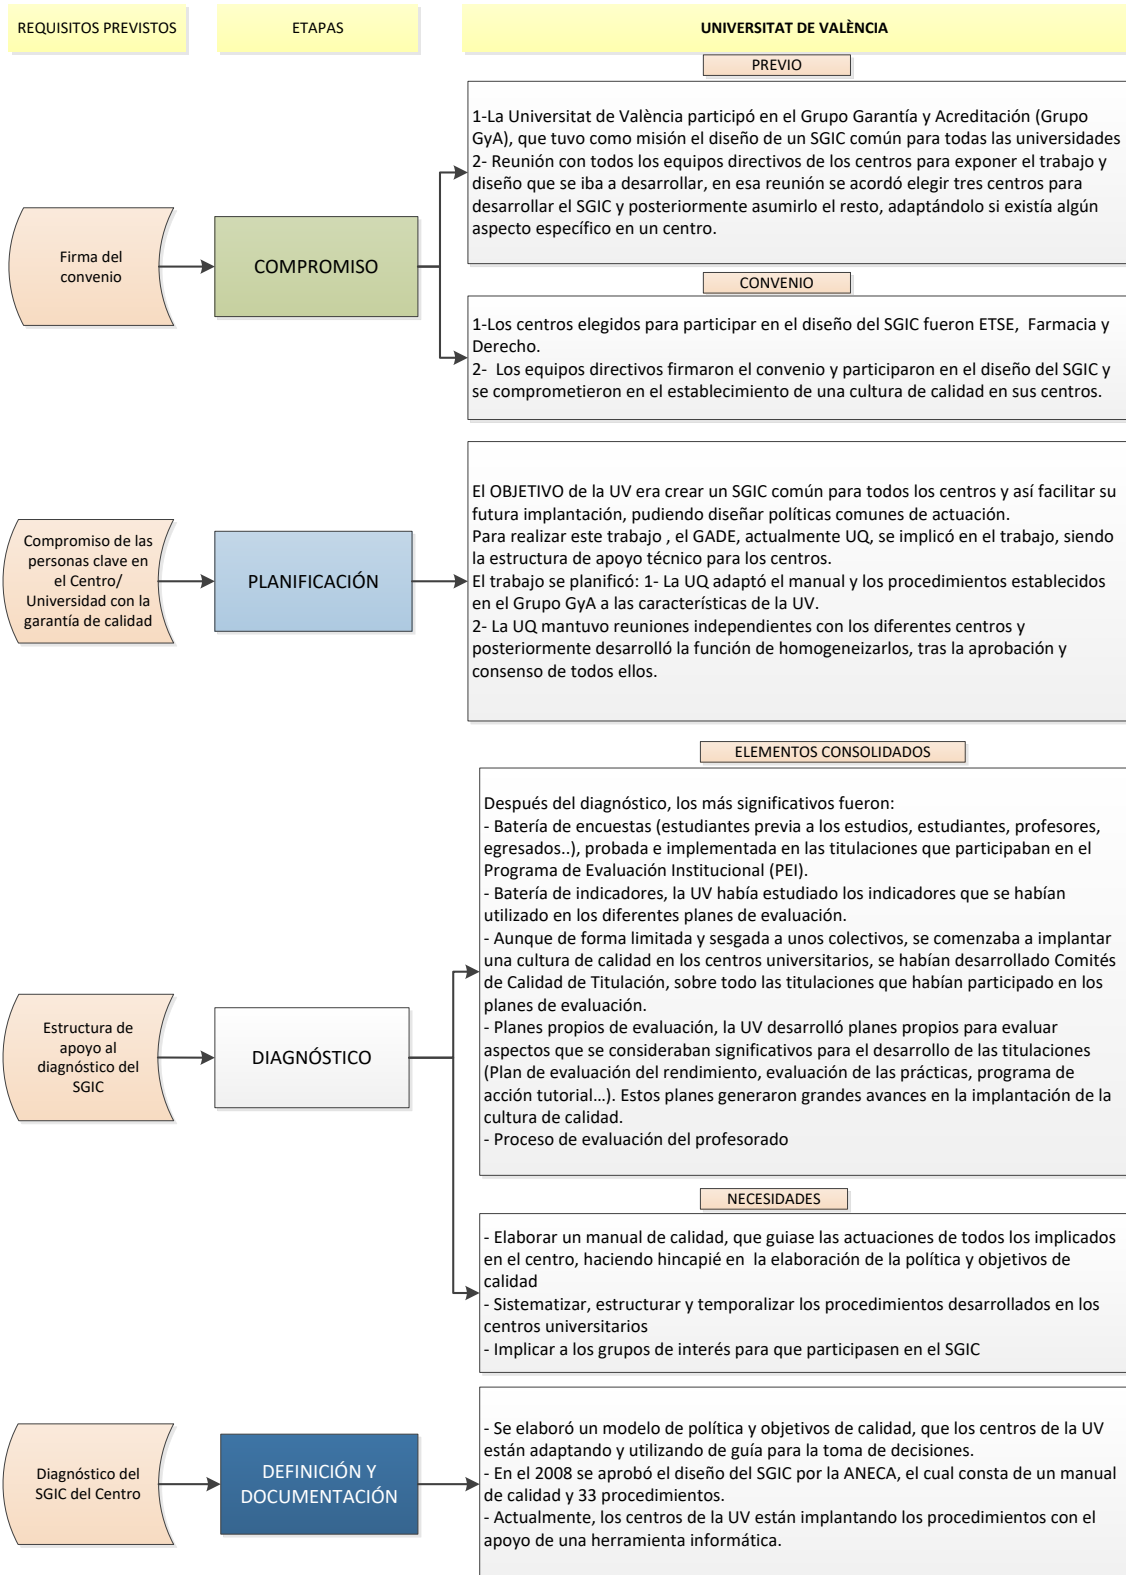 REQUISITOS PREVISTOS
ETAPAS
UNIVERSITAT DE VALÈNCIA
PREVIO
1-La Universitat de València participó en el Grupo Garantía y Acreditación (Grupo
GyA), que tuvo como misión el diseño de un SGIC común para todas las universidades
2- Reunión con todos los equipos directivos de los centros para exponer el trabajo y
diseño que se iba a desarrollar, en esa reunión se acordó elegir tres centros para
desarrollar el SGIC y posteriormente asumirlo el resto, adaptándolo si existía algún
aspecto específico en un centro.
Firma del
convenio
COMPROMISO
CONVENIO
1-Los centros elegidos para participar en el diseño del SGIC fueron ETSE, Farmacia y
Derecho.
2- Los equipos directivos firmaron el convenio y participaron en el diseño del SGIC y
se comprometieron en el establecimiento de una cultura de calidad en sus centros.
Compromiso de las
personas clave en
el Centro/
Universidad con la
garantía de calidad
PLANIFICACIÓN
El OBJETIVO de la UV era crear un SGIC común para todos los centros y así facilitar su
futura implantación, pudiendo diseñar políticas comunes de actuación.
Para realizar este trabajo , el GADE, actualmente UQ, se implicó en el trabajo, siendo
la estructura de apoyo técnico para los centros.
El trabajo se planificó: 1- La UQ adaptó el manual y los procedimientos establecidos
en el Grupo GyA a las características de la UV.
2- La UQ mantuvo reuniones independientes con los diferentes centros y
posteriormente desarrolló la función de homogeneizarlos, tras la aprobación y
consenso de todos ellos.
ELEMENTOS CONSOLIDADOS
Después del diagnóstico, los más significativos fueron:
- Batería de encuestas (estudiantes previa a los estudios, estudiantes, profesores,
egresados..), probada e implementada en las titulaciones que participaban en el
Programa de Evaluación Institucional (PEI).
- Batería de indicadores, la UV había estudiado los indicadores que se habían
utilizado en los diferentes planes de evaluación.
- Aunque de forma limitada y sesgada a unos colectivos, se comenzaba a implantar
una cultura de calidad en los centros universitarios, se habían desarrollado Comités
de Calidad de Titulación, sobre todo las titulaciones que habían participado en los
planes de evaluación.
- Planes propios de evaluación, la UV desarrolló planes propios para evaluar
aspectos que se consideraban significativos para el desarrollo de las titulaciones
(Plan de evaluación del rendimiento, evaluación de las prácticas, programa de
acción tutorial…). Estos planes generaron grandes avances en la implantación de la
cultura de calidad.
- Proceso de evaluación del profesorado
Estructura de
apoyo al
diagnóstico del
SGIC
DIAGNÓSTICO
NECESIDADES
- Elaborar un manual de calidad, que guiase las actuaciones de todos los implicados
en el centro, haciendo hincapié en la elaboración de la política y objetivos de
calidad
- Sistematizar, estructurar y temporalizar los procedimientos desarrollados en los
centros universitarios
- Implicar a los grupos de interés para que participasen en el SGIC
Diagnóstico del
SGIC del Centro
DEFINICIÓN Y
DOCUMENTACIÓN
- Se elaboró un modelo de política y objetivos de calidad, que los centros de la UV
están adaptando y utilizando de guía para la toma de decisiones.
- En el 2008 se aprobó el diseño del SGIC por la ANECA, el cual consta de un manual
de calidad y 33 procedimientos.
- Actualmente, los centros de la UV están implantando los procedimientos con el
apoyo de una herramienta informática.